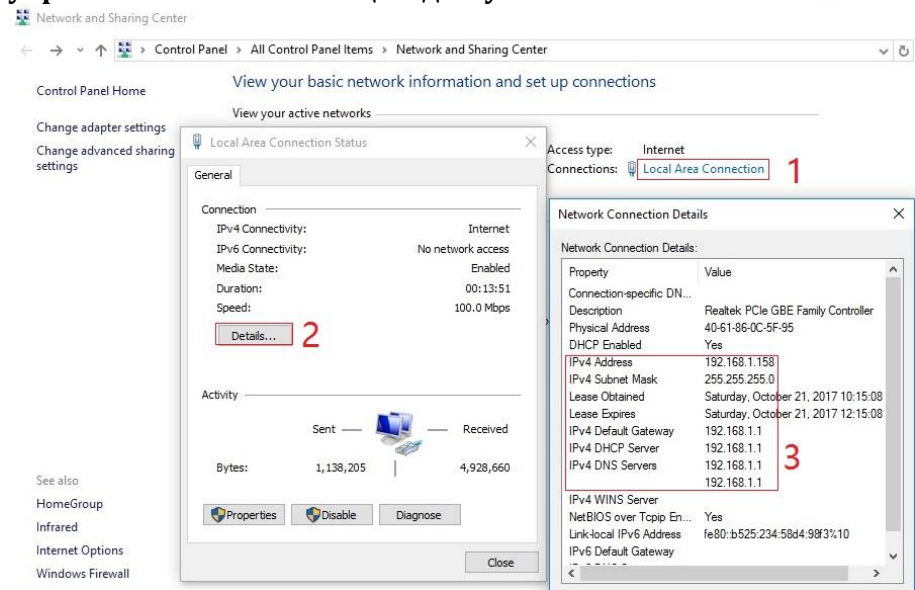 Network and Sharing Center
Control Panel > All Control Panel Items > Network and Sharing Center
Control Panel Home
Change adapter settings
Change advanced sharing
settings
See also
HomeGroup
Infrared
Internet Options
Windows Firewall
View your basic network information and set up connections
View your active networks
Access type: Internet
Connections: Local Area Connection 1
Local Area Connection Status
General
Connection
IPv4 Connectivity: Internet
IPv6 Connectivity: No network access
Media State: Enabled
Duration: 00:13:51
Speed: 100.0 Mbps
Details... 2
Activity
Sent — — Received
Bytes: 1,138,205 | 4,928,660
Properties Disable Diagnose
Close
Network Connection Details
Network Connection Details:
Property Value
Connection-specific DN...
Description Realtek PCIe GBE Family Controller
Physical Address 40-61-86-0C-5F-95
DHCP Enabled Yes
IPv4 Address 192.168.1.158
IPv4 Subnet Mask 255.255.255.0
Lease Obtained Saturday, October 21, 2017 10:15:08
Lease Expires Saturday, October 21, 2017 12:15:08
IPv4 Default Gateway 192.168.1.1
IPv4 DHCP Server 192.168.1.1
IPv4 DNS Servers 192.168.1.1
192.168.1.1
3
IPv4 WINS Server
NetBIOS over Tcpip En... Yes
Link-local IPv6 Address fe80::b525:234:58d4:98f3%10
IPv6 Default Gateway